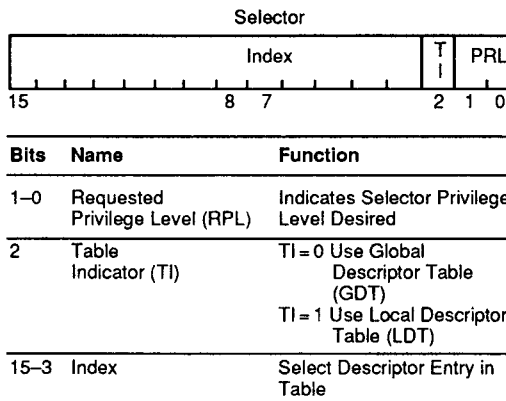 Selector
Index
T
I
PRL
15
8
7
2
1
0
Bits Name Function
1–0 Requested Privilege Level (RPL) Indicates Selector Privilege Level Desired
2 Table Indicator (TI) TI = 0 Use Global Descriptor Table (GDT)
TI = 1 Use Local Descriptor Table (LDT)
15–3 Index Select Descriptor Entry in Table